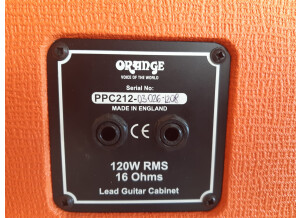 ORANGE
VOICE OF THE WORLD
Serial No:
PPC212-
MADE IN ENGLAND
CE
120W RMS
16 Ohms
Lead Guitar Cabinet